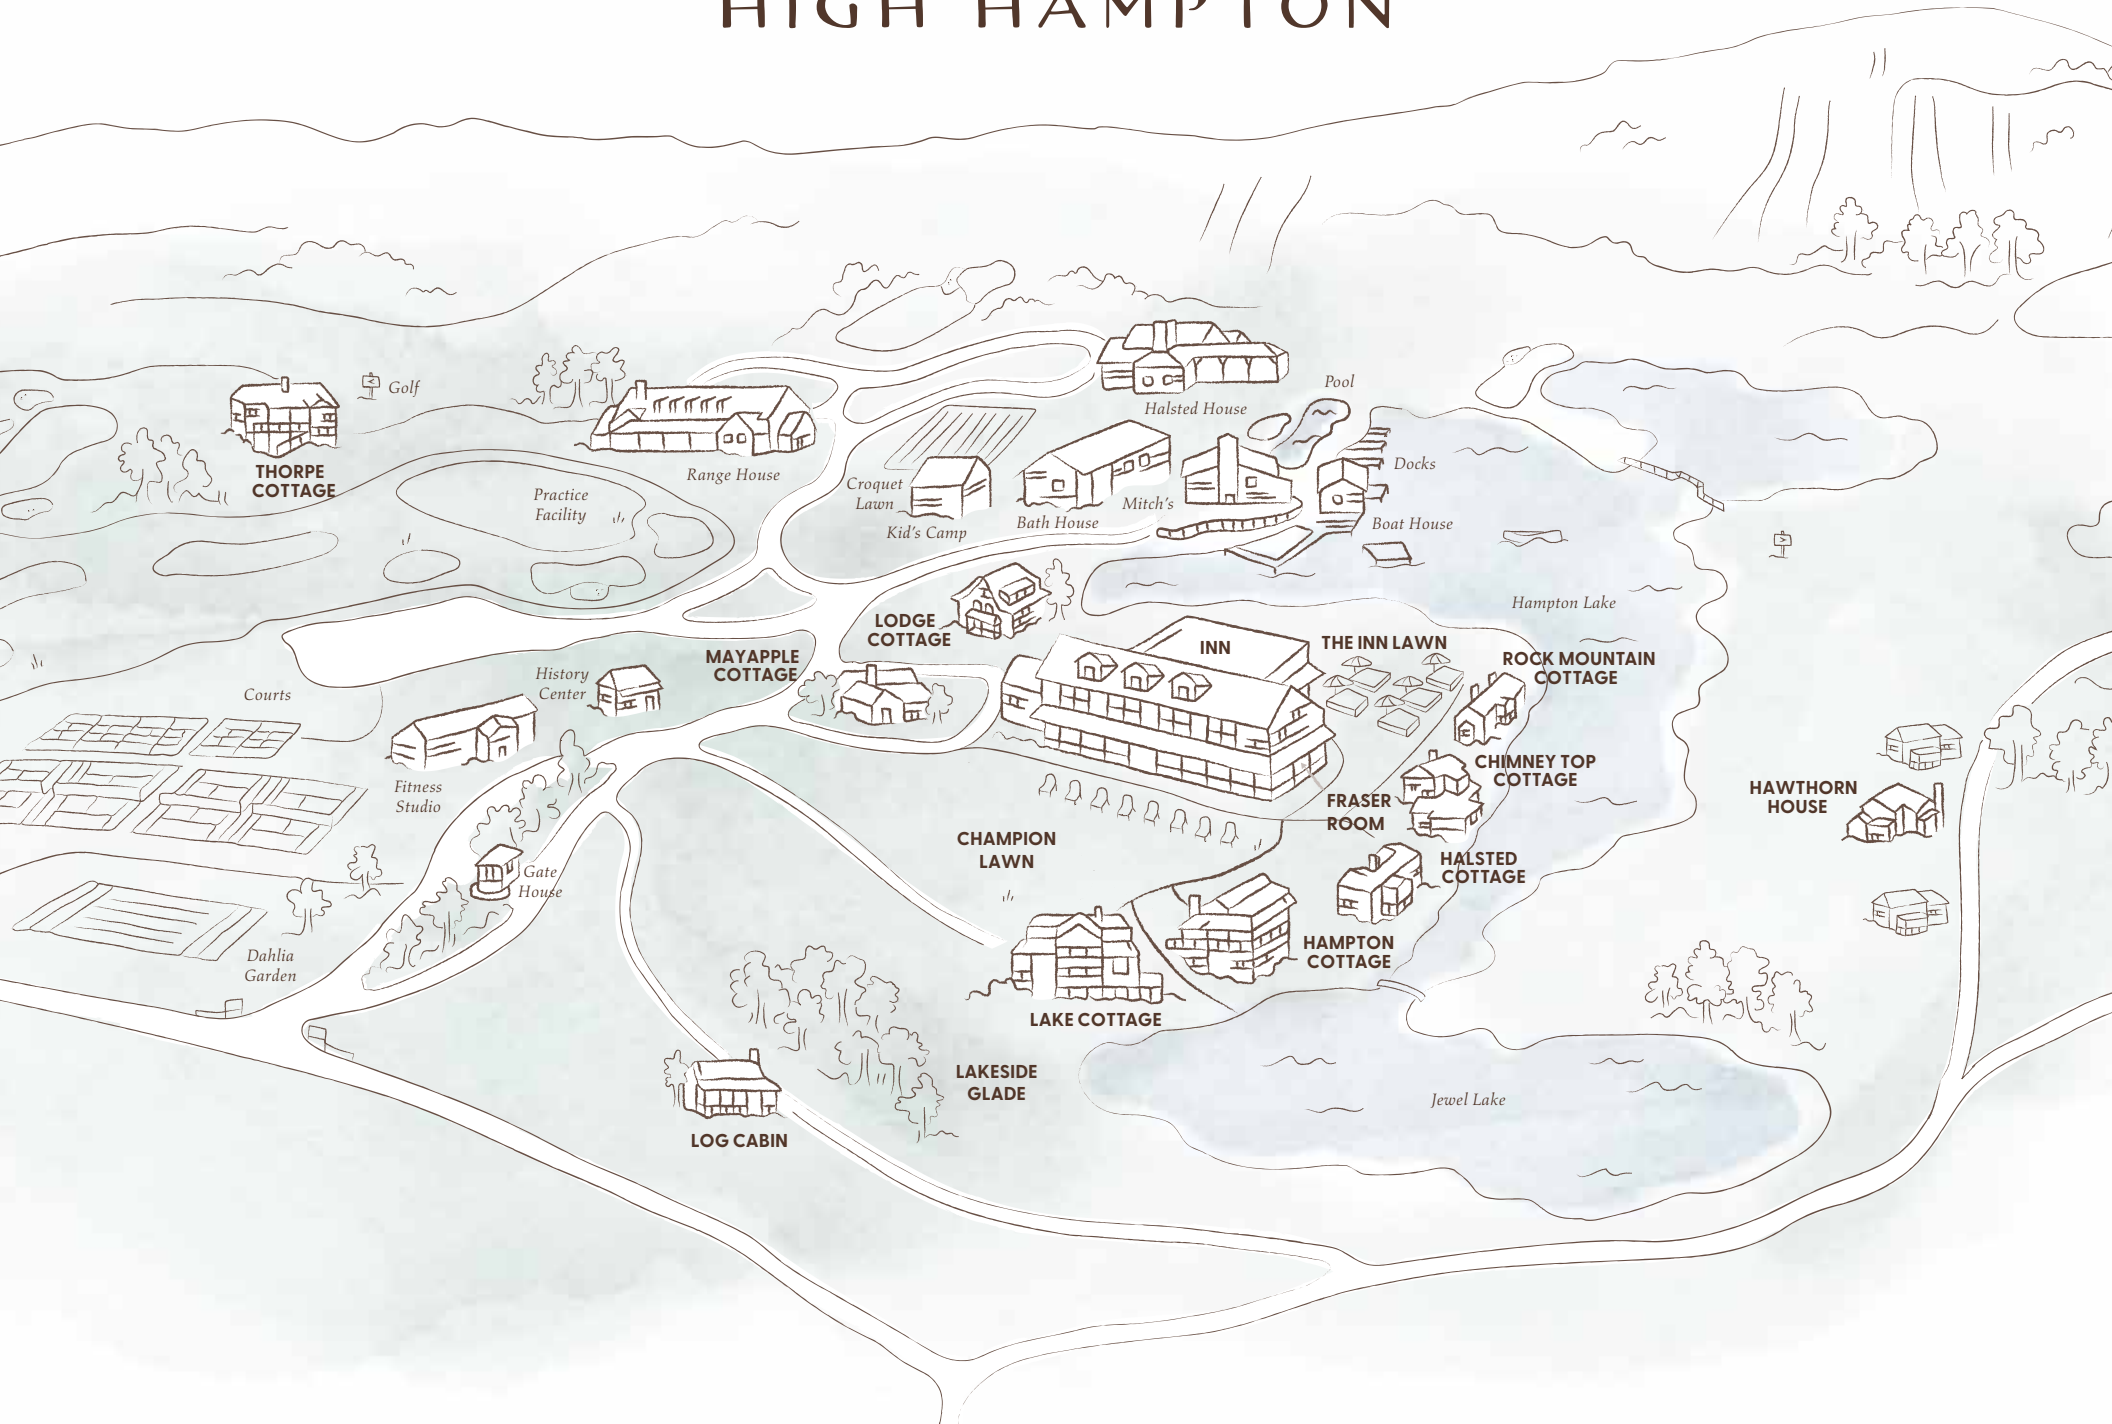 HIGH HAMPTON
Golf
THORPE
COTTAGE
Range House
Practice
Facility
Pool
Halsted House
Croquet
Lawn
Kid's Camp
Bath House
Mitch's
Docks
Boat House
Hampton Lake
LODGE
COTTAGE
MAYAPPLE
COTTAGE
History
Center
Courts
Fitness
Studio
INN
THE INN LAWN
ROCK MOUNTAIN
COTTAGE
CHIMNEY TOP
COTTAGE
FRASER
ROOM
HAWTHORN
HOUSE
CHAMPION
LAWN
HALSTED
COTTAGE
Gate
House
Dahlia
Garden
HAMPTON
COTTAGE
LAKE COTTAGE
LAKESIDE
GLADE
Jewel Lake
LOG CABIN